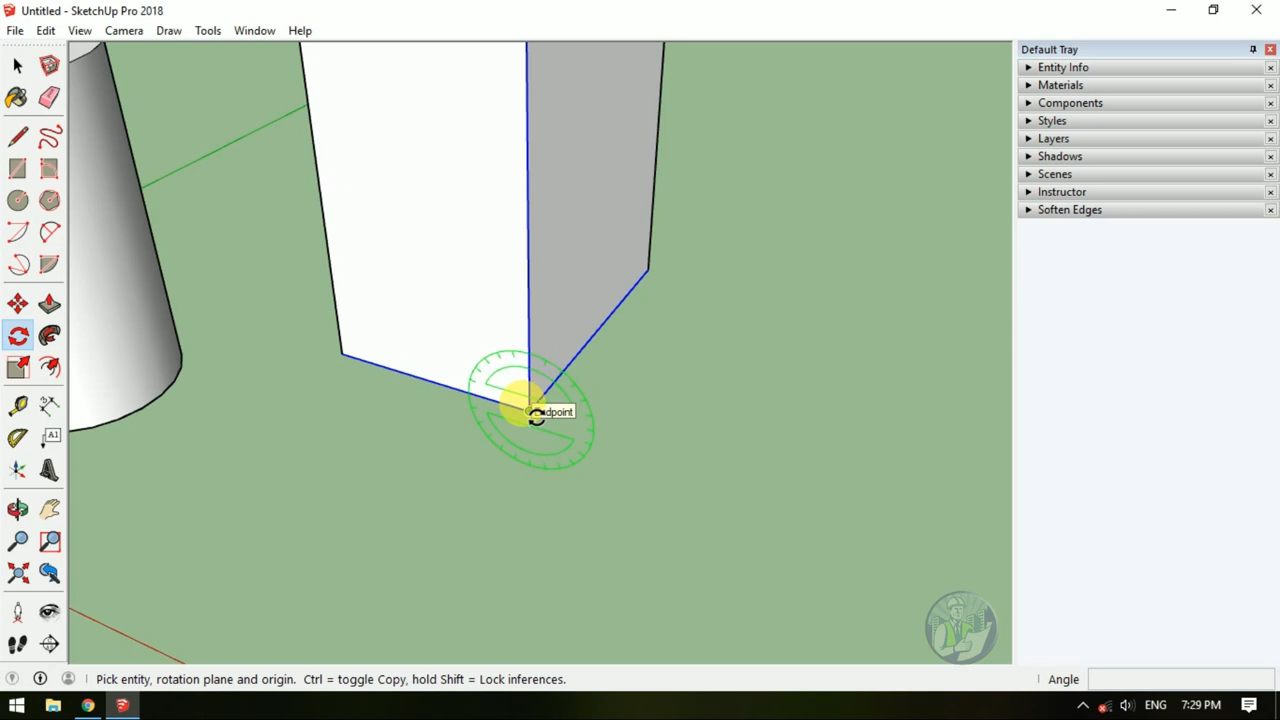 Untitled - SketchUp Pro 2018
File Edit View Camera Draw Tools Window Help
Default Tray
Entity Info
Materials
Components
Styles
Layers
Shadows
Scenes
Instructor
Soften Edges
A1
dpoint
Pick entity, rotation plane and origin. Ctrl = toggle Copy, hold Shift = Lock inferences.
Angle
ENG 7:29 PM